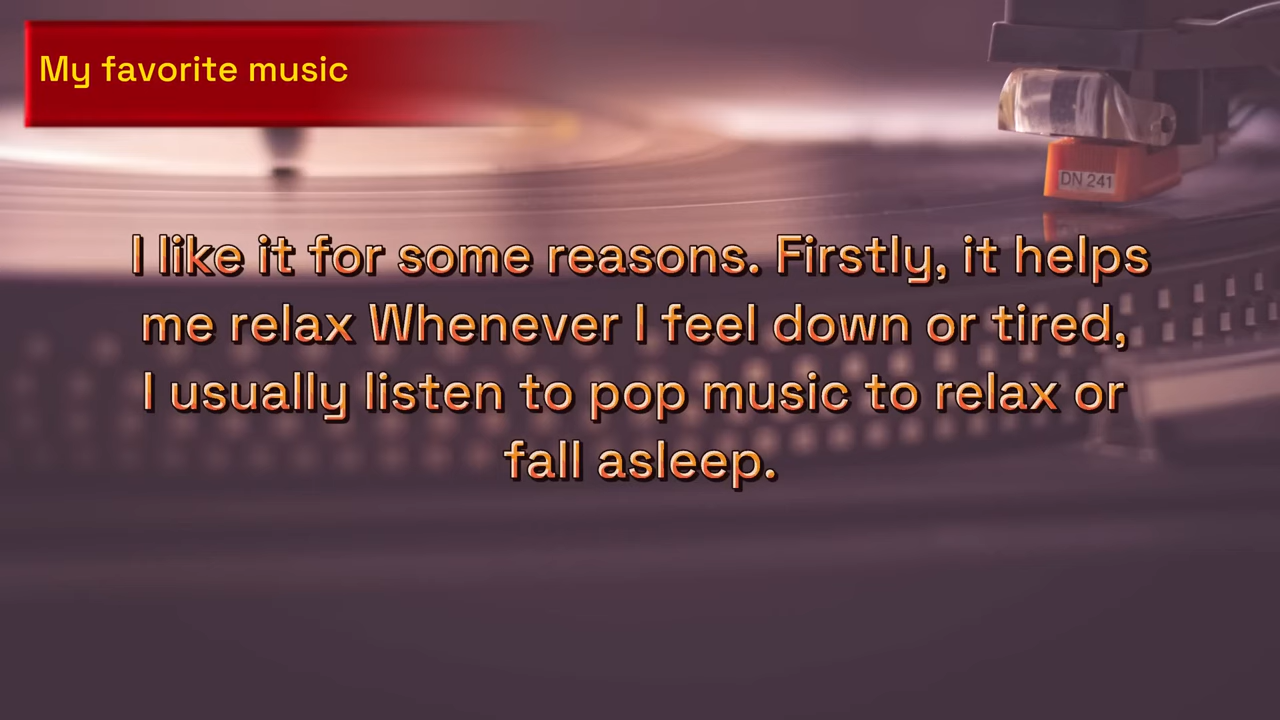 My favorite music
DN 241
I like it for some reasons. Firstly, it helps
me relax Whenever I feel down or tired,
I usually listen to pop music to relax or
fall asleep.